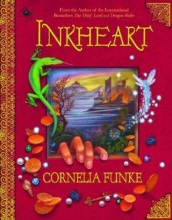 From the Author of the International
Bestsellers The Thief Lord and Dragon Rider
INKHEART
CORNELIA FUNKE